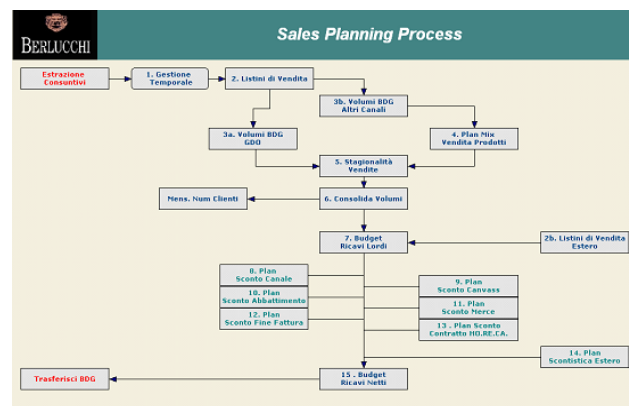 BERLUCCHI
Sales Planning Process
Estrazione
Consuntivi
1. Gestione
Temporale
2. Listini di Vendita
3b. Volumi BDG
Altri Canali
3a. Volumi BDG
GDO
4. Plan Mix
Vendita Prodotti
5. Stagionalità
Vendite
Mens. Num Clienti
6. Consolida Volumi
7. Budget
Ricavi Lordi
2b. Listini di Vendita
Estero
8. Plan
Sconto Canale
9. Plan
Sconto Canvass
10. Plan
Sconto Abbattimento
11. Plan
Sconto Merce
12. Plan
Sconto Fine Fattura
13 . Plan Sconto
Contratto HO.RE.CA.
14. Plan
Scontistica Estero
Trasferisci BDG
15 . Budget
Ricavi Netti